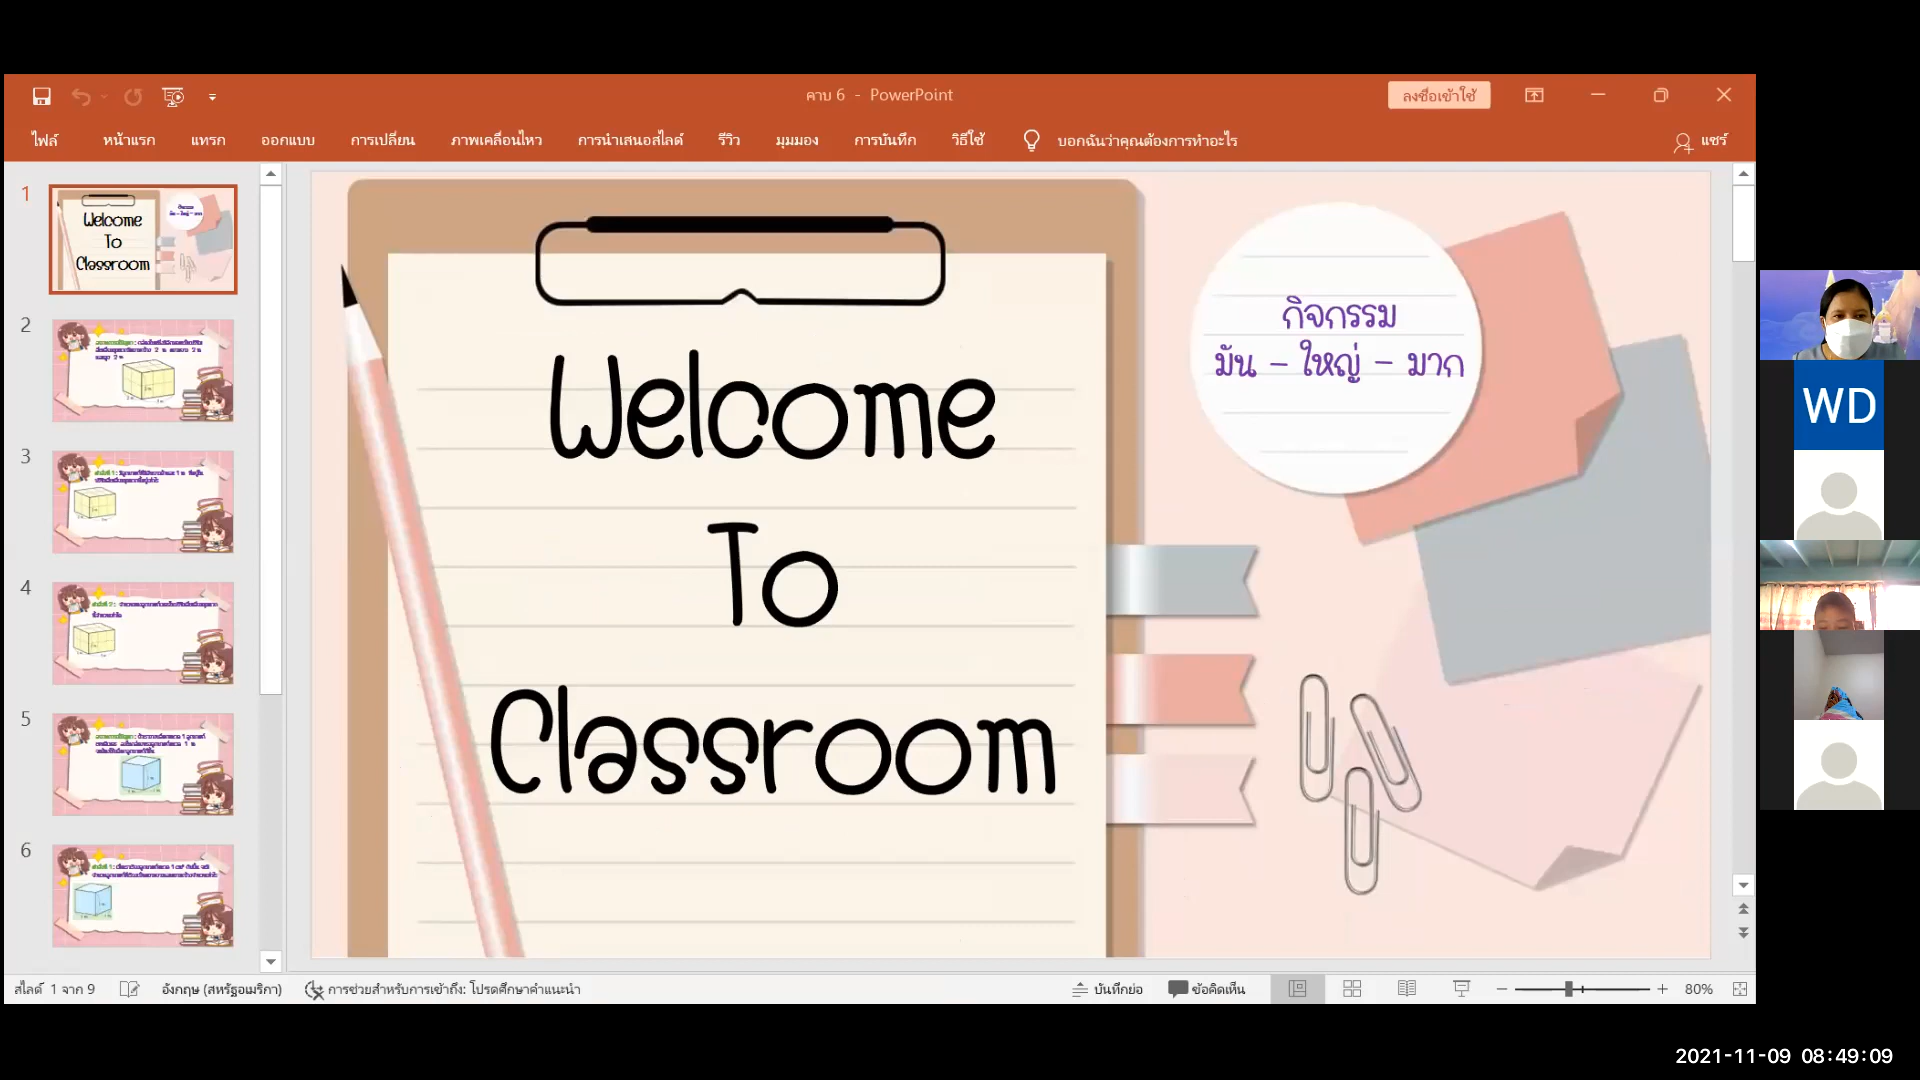 คาบ 6 - PowerPoint
ลงชื่อเข้าใช้
ไฟล์ หน้าแรก แทรก ออกแบบ การเปลี่ยน ภาพเคลื่อนไหว การนำเสนอสไลด์ รีวิว มุมมอง การบันทึก วิธีใช้ บอกฉันว่าคุณต้องการทำอะไร แชร์
1
Welcome
To
Classroom
2
3
4
5
6
Welcome
To
Classroom
กิจกรรม
มัน – ใหญ่ – มาก
WD
สไลด์ 1 จาก 9 อังกฤษ (สหรัฐอเมริกา) การช่วยสำหรับการเข้าถึง: โปรดศึกษาคำแนะนำ บันทึกย่อ ข้อคิดเห็น 80%
2021-11-09 08:49:09